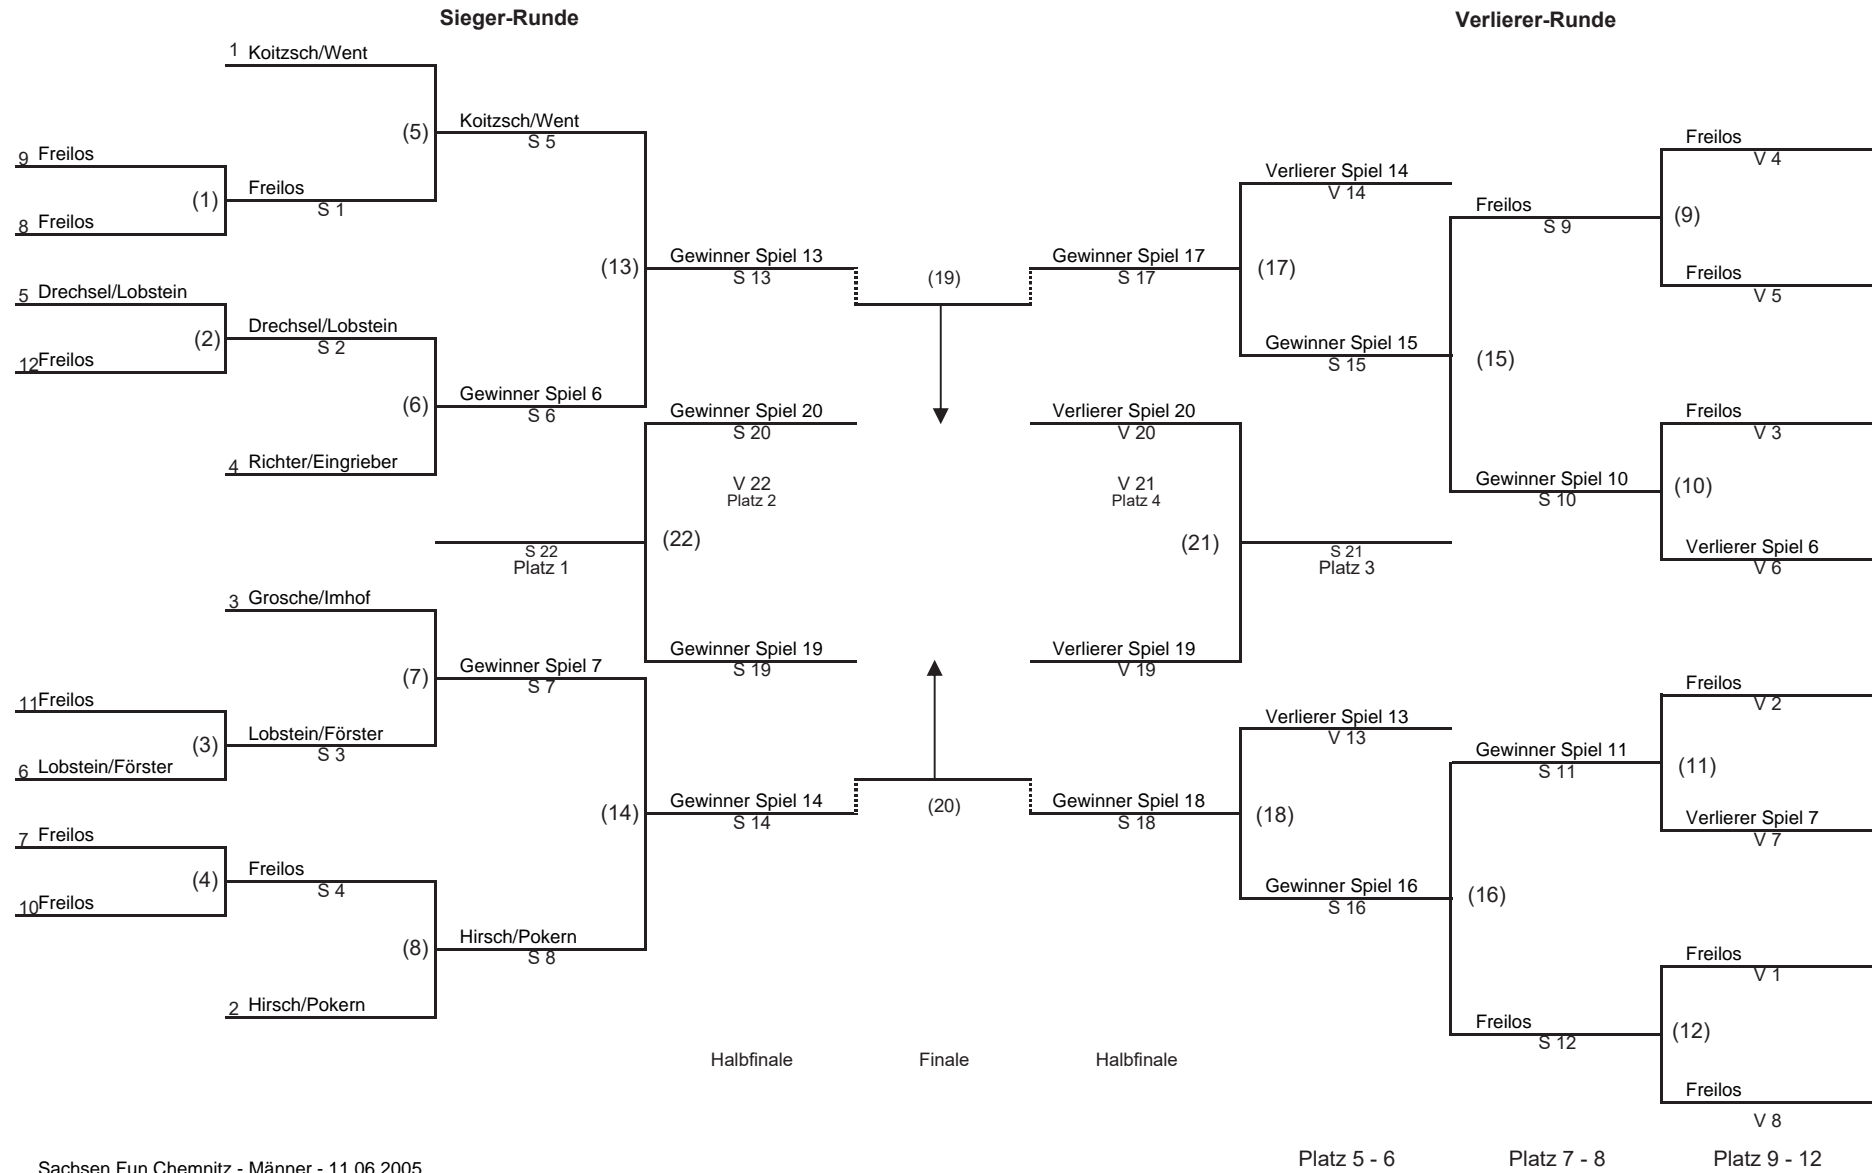 Sieger-Runde
Verlierer-Runde
1 Koitzsch/Went
(5)
Koitzsch/Went
S 5
9 Freilos
(1)
Freilos
S 1
8 Freilos
(13)
Gewinner Spiel 13
S 13
5 Drechsel/Lobstein
(2)
Drechsel/Lobstein
S 2
12 Freilos
(6)
Gewinner Spiel 6
S 6
4 Richter/Eingrieber
Gewinner Spiel 20
S 20
V 22
Platz 2
(22)
S 22
Platz 1
3 Grosche/Imhof
(7)
Gewinner Spiel 7
S 7
Gewinner Spiel 19
S 19
11 Freilos
(3)
Lobstein/Förster
S 3
6 Lobstein/Förster
(14)
Gewinner Spiel 14
S 14
7 Freilos
(4)
Freilos
S 4
10 Freilos
(8)
Hirsch/Pokern
S 8
2 Hirsch/Pokern
(19)
(20)
Gewinner Spiel 17
S 17
(17)
Verlierer Spiel 14
V 14
Gewinner Spiel 15
S 15
(15)
Freilos
S 9
(9)
Freilos
V 4
Freilos
V 5
Verlierer Spiel 20
V 20
V 21
Platz 4
(21)
S 21
Platz 3
Gewinner Spiel 10
S 10
(10)
Freilos
V 3
Verlierer Spiel 6
V 6
Verlierer Spiel 19
V 19
Verlierer Spiel 13
V 13
Gewinner Spiel 18
S 18
(18)
Gewinner Spiel 16
S 16
(16)
Gewinner Spiel 11
S 11
(11)
Freilos
V 2
Verlierer Spiel 7
V 7
Freilos
S 12
(12)
Freilos
V 1
Freilos
V 8
Halbfinale
Finale
Halbfinale
Platz 5 - 6
Platz 7 - 8
Platz 9 - 12
Sachsen Fun Chemnitz - Männer - 11.06.2005